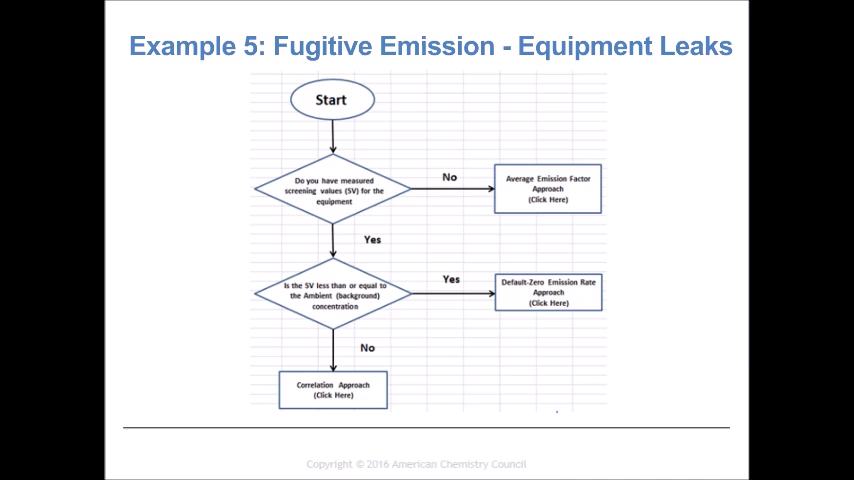 Example 5: Fugitive Emission - Equipment Leaks
Start
Do you have measured
screening values (SV) for the
equipment
No
Average Emission Factor
Approach
(Click Here)
Yes
Is the SV less than or equal to
the Ambient (background)
concentration
Yes
Default-Zero Emission Rate
Approach
(Click Here)
No
Correlation Approach
(Click Here)
Copyright © 2016 American Chemistry Council